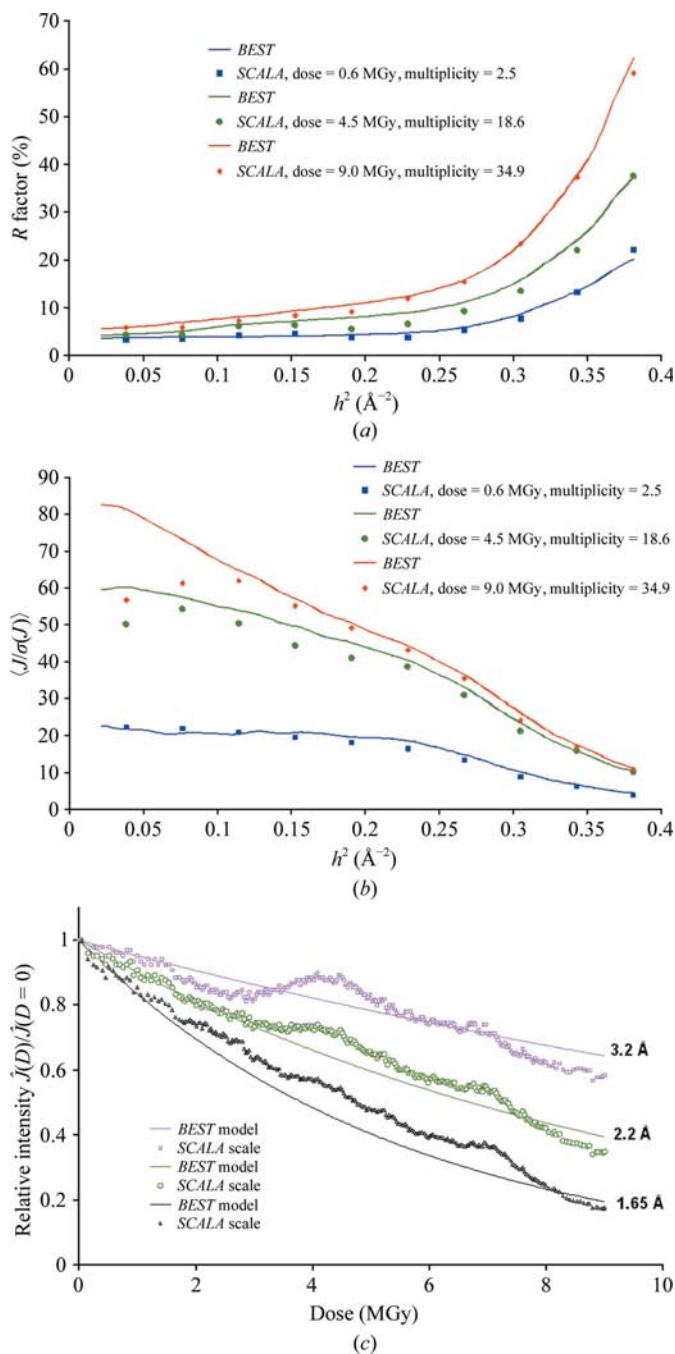 70
60
50
40
30
20
10
0
R factor (%)
BEST
SCALA, dose = 0.6 MGy, multiplicity = 2.5
BEST
SCALA, dose = 4.5 MGy, multiplicity = 18.6
BEST
SCALA, dose = 9.0 MGy, multiplicity = 34.9
0 0.05 0.1 0.15 0.2 0.25 0.3 0.35 0.4
h² (Å⁻²)
(a)
90
80
70
60
50
40
30
20
10
0
⟨J/σ(J)⟩
BEST
SCALA, dose = 0.6 MGy, multiplicity = 2.5
BEST
SCALA, dose = 4.5 MGy, multiplicity = 18.6
BEST
SCALA, dose = 9.0 MGy, multiplicity = 34.9
0 0.05 0.1 0.15 0.2 0.25 0.3 0.35 0.4
h² (Å⁻²)
(b)
1
0.8
0.6
0.4
0.2
0
Relative intensity Ĵ(D)/Ĵ(D = 0)
3.2 Å
2.2 Å
1.65 Å
BEST model
SCALA scale
BEST model
SCALA scale
BEST model
SCALA scale
0 2 4 6 8 10
Dose (MGy)
(c)